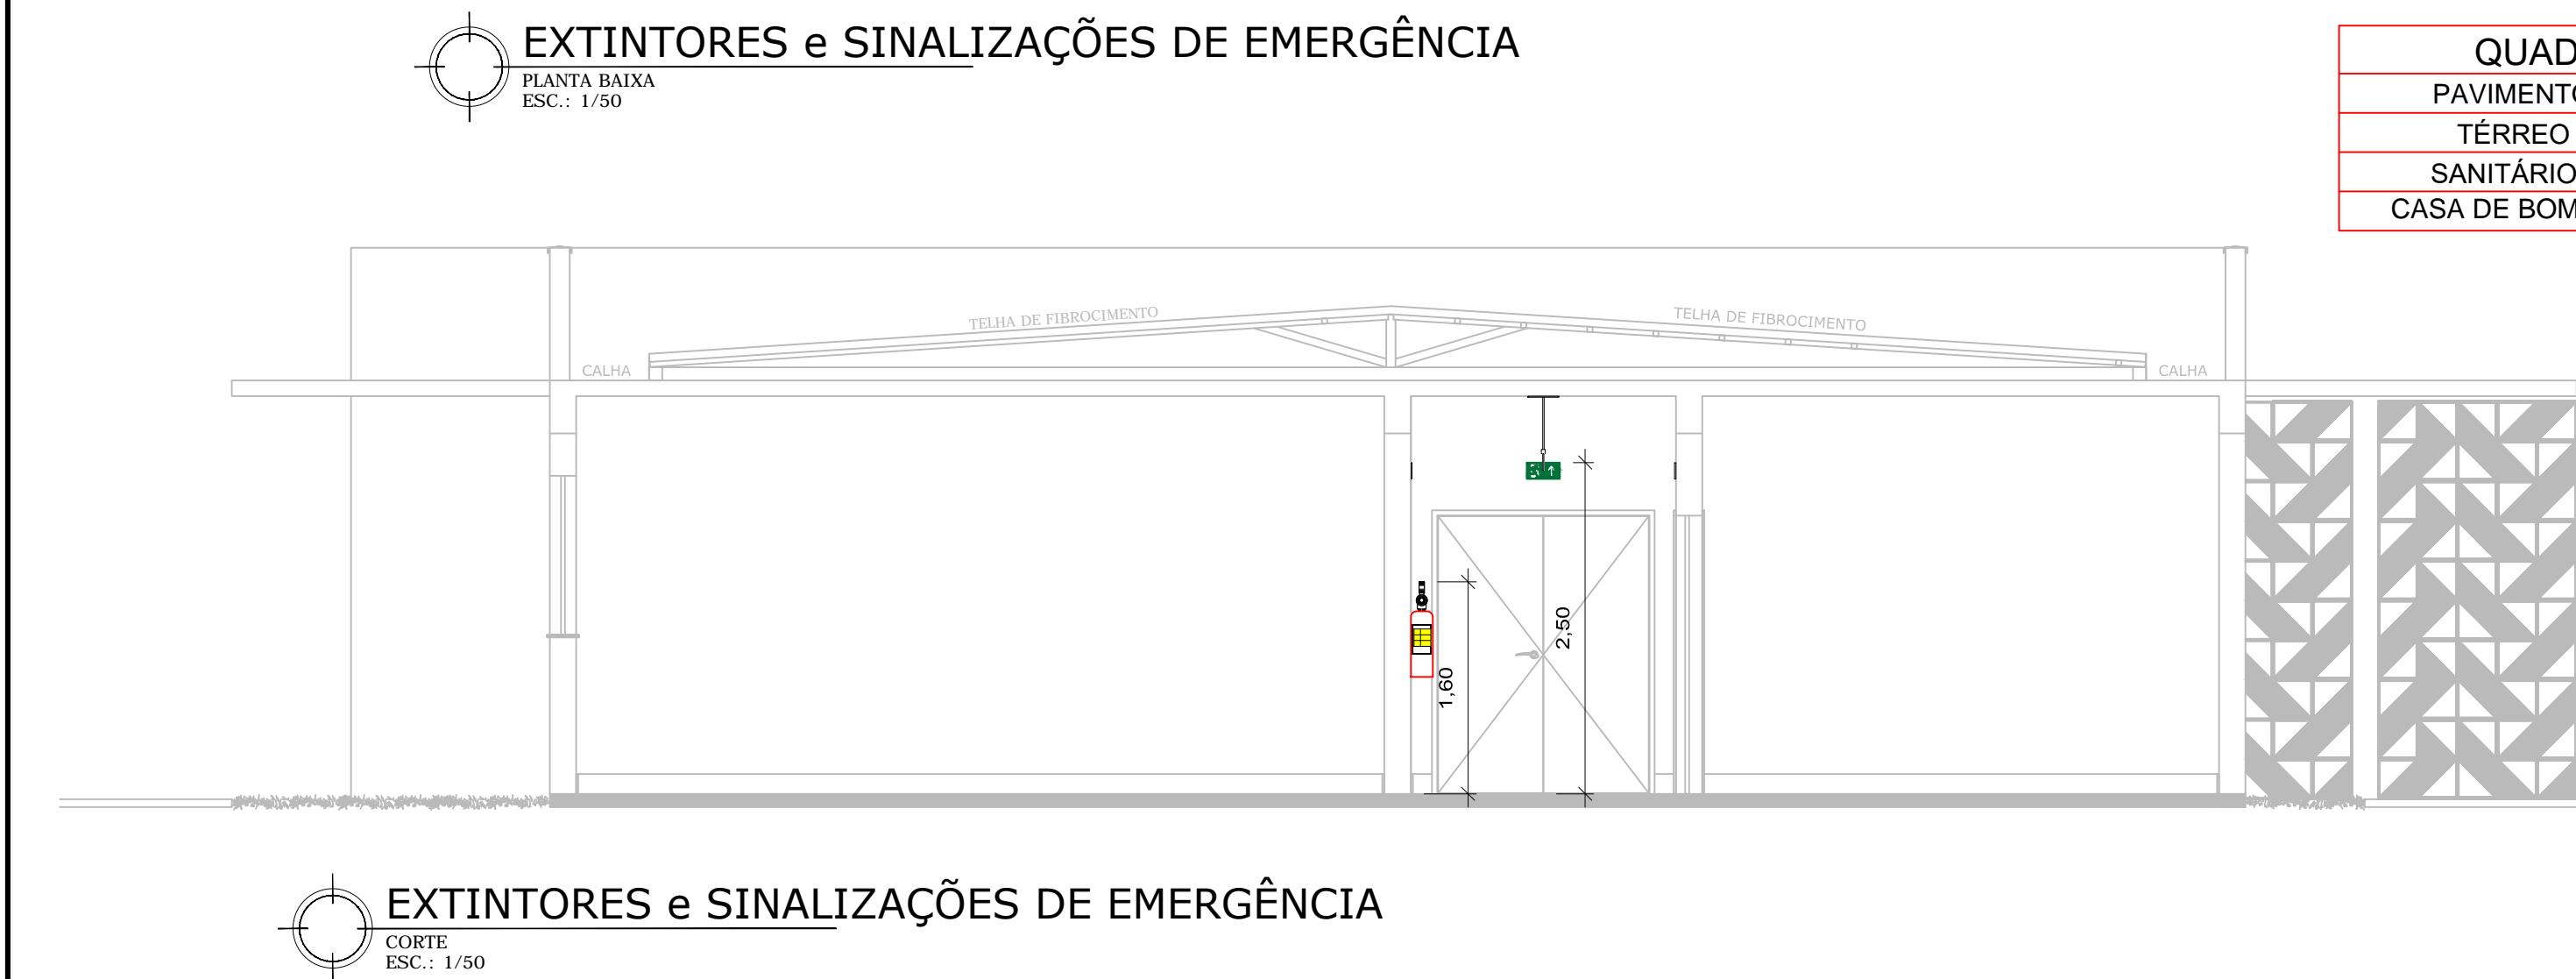 EXTINTORES e SINALIZAÇÕES DE EMERGÊNCIA
PLANTA BAIXA
ESC.: 1/50
QUAD
PAVIMENTO
TÉRREO
SANITÁRIO
CASA DE BOM
TELHA DE FIBROCIMENTO
TELHA DE FIBROCIMENTO
CALHA
CALHA
2,50
1,60
EXTINTORES e SINALIZAÇÕES DE EMERGÊNCIA
CORTE
ESC.: 1/50